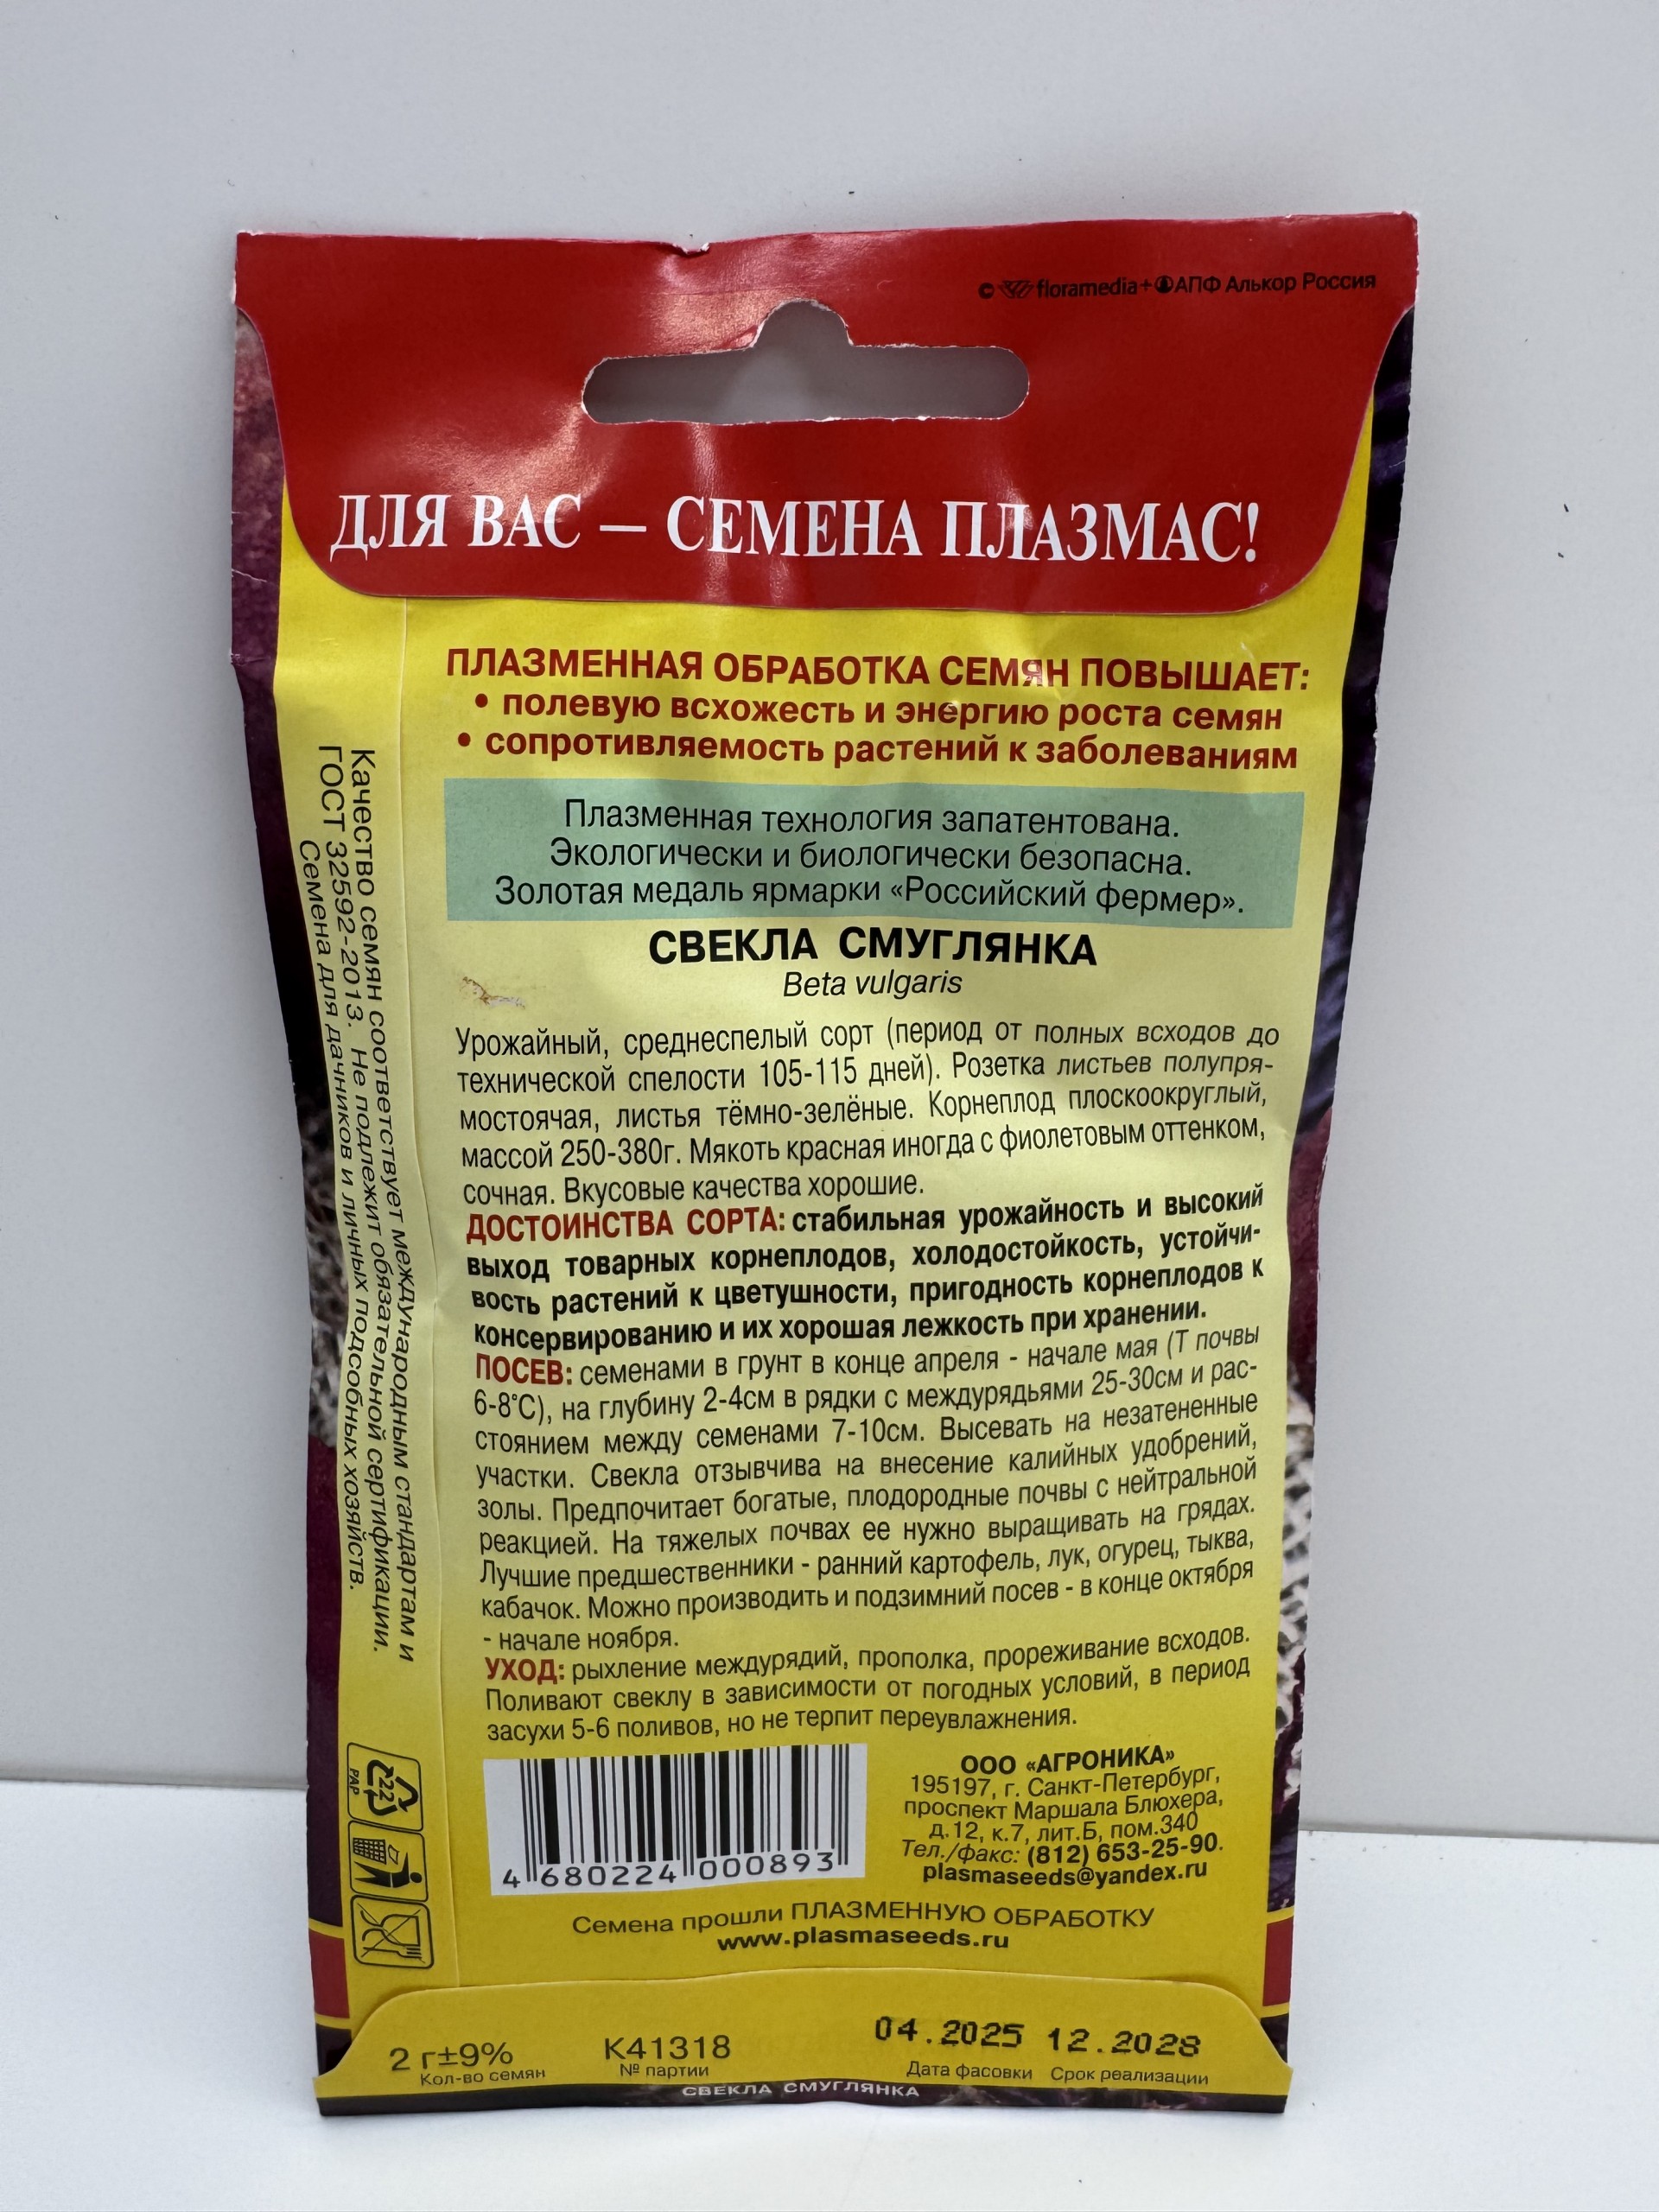 © floramedia+ АПФ Алькор Россия
ДЛЯ ВАС – СЕМЕНА ПЛАЗМАС!
ПЛАЗМЕННАЯ ОБРАБОТКА СЕМЯН ПОВЫШАЕТ:
• полевую всхожесть и энергию роста семян
• сопротивляемость растений к заболеваниям
Плазменная технология запатентована.
Экологически и биологически безопасна.
Золотая медаль ярмарки «Российский фермер».
СВЕКЛА СМУГЛЯНКА
Beta vulgaris
Урожайный, среднеспелый сорт (период от полных всходов до
технической спелости 105-115 дней). Розетка листьев полупря-
мостоячая, листья тёмно-зелёные. Корнеплод плоскоокруглый,
массой 250-380г. Мякоть красная иногда с фиолетовым оттенком,
сочная. Вкусовые качества хорошие.
ДОСТОИНСТВА СОРТА: стабильная урожайность и высокий
выход товарных корнеплодов, холодостойкость, устойчи-
вость растений к цветушности, пригодность корнеплодов к
консервированию и их хорошая лежкость при хранении.
ПОСЕВ: семенами в грунт в конце апреля - начале мая (Т почвы
6-8°С), на глубину 2-4см в рядки с междурядьями 25-30см и рас-
стоянием между семенами 7-10см. Высевать на незатененные
участки. Свекла отзывчива на внесение калийных удобрений,
золы. Предпочитает богатые, плодородные почвы с нейтральной
реакцией. На тяжелых почвах ее нужно выращивать на грядах.
Лучшие предшественники - ранний картофель, лук, огурец, тыква,
кабачок. Можно производить и подзимний посев - в конце октября
- начале ноября.
УХОД: рыхление междурядий, прополка, прореживание всходов.
Поливают свеклу в зависимости от погодных условий, в период
засухи 5-6 поливов, но не терпит переувлажнения.
Качество семян соответствует международным стандартам и
ГОСТ 32592-2013. Не подлежит обязательной сертификации.
Семена для дачников и личных подсобных хозяйств.
22
PAP
4 680224 000893
ООО «АГРОНИКА»
195197, г. Санкт-Петербург,
проспект Маршала Блюхера,
д.12, к.7, лит.Б, пом.340
Тел./факс: (812) 653-25-90.
plasmaseeds@yandex.ru
Семена прошли ПЛАЗМЕННУЮ ОБРАБОТКУ
www.plasmaseeds.ru
2 г±9% К41318 04.2025 12.2028
Кол-во семян № партии Дата фасовки Срок реализации
СВЕКЛА СМУГЛЯНКА